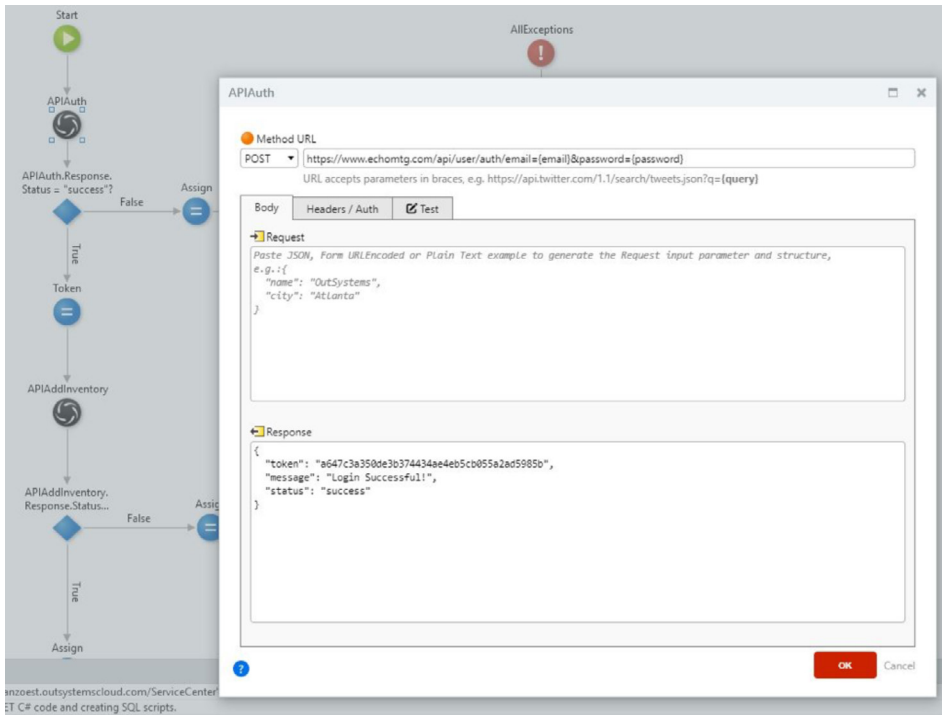 Start
AllExceptions
APIAuth
APIAuth.Response.
Status = "success"?
Assign
False
True
Token
APIAddInventory
APIAddInventory.
Response.Status...
False
Assig
True
Assign
APIAuth
Method URL
POST
https://www.echomtg.com/api/user/auth/email={email}&password={password}
URL accepts parameters in braces, e.g. https://api.twitter.com/1.1/search/tweets.json?q={query}
Body
Headers / Auth
Test
Request
Paste JSON, Form URLEncoded or Plain Text example to generate the Request input parameter and structure,
e.g.:{
"name": "OutSystems",
"city": "Atlanta"
}
Response
{
"token": "a647c3a350de3b374434ae4eb5cb055a2ad5985b",
"message": "Login Successful!",
"status": "success"
}
?
OK
Cancel
anzoest.outsystemscloud.com/ServiceCenter'
ET C# code and creating SQL scripts.